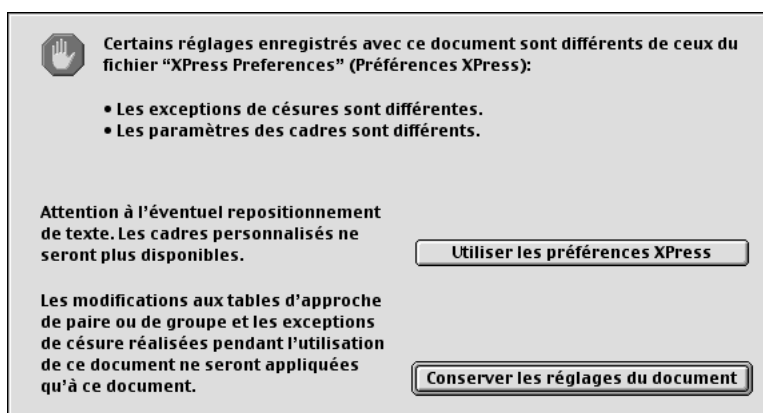 Certains réglages enregistrés avec ce document sont différents de ceux du
fichier “XPress Preferences” (Préférences XPress):
• Les exceptions de césures sont différentes.
• Les paramètres des cadres sont différents.
Attention à l’éventuel repositionnement
de texte. Les cadres personnalisés ne
seront plus disponibles.
Utiliser les préférences XPress
Les modifications aux tables d’approche
de paire ou de groupe et les exceptions
de césure réalisées pendant l’utilisation
de ce document ne seront appliquées
qu’à ce document.
Conserver les réglages du document